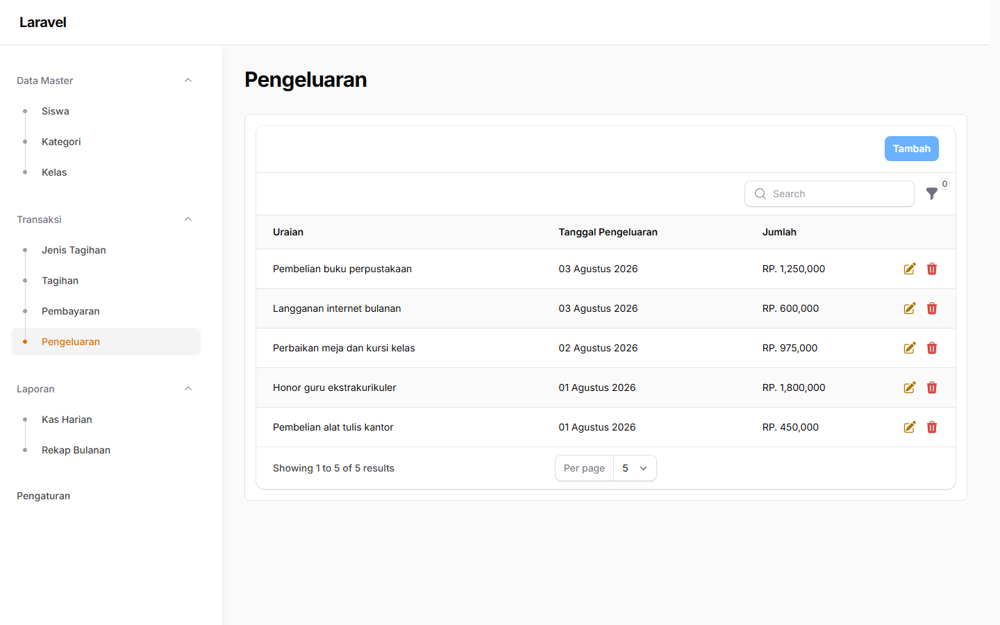 Laravel
Data Master
Siswa
Kategori
Kelas
Transaksi
Jenis Tagihan
Tagihan
Pembayaran
Pengeluaran
Laporan
Kas Harian
Rekap Bulanan
Pengaturan
Pengeluaran
Tambah
Search
0
Uraian Tanggal Pengeluaran Jumlah
Pembelian buku perpustakaan 03 Agustus 2026 RP. 1,250,000
Langganan internet bulanan 03 Agustus 2026 RP. 600,000
Perbaikan meja dan kursi kelas 02 Agustus 2026 RP. 975,000
Honor guru ekstrakurikuler 01 Agustus 2026 RP. 1,800,000
Pembelian alat tulis kantor 01 Agustus 2026 RP. 450,000
Showing 1 to 5 of 5 results Per page 5